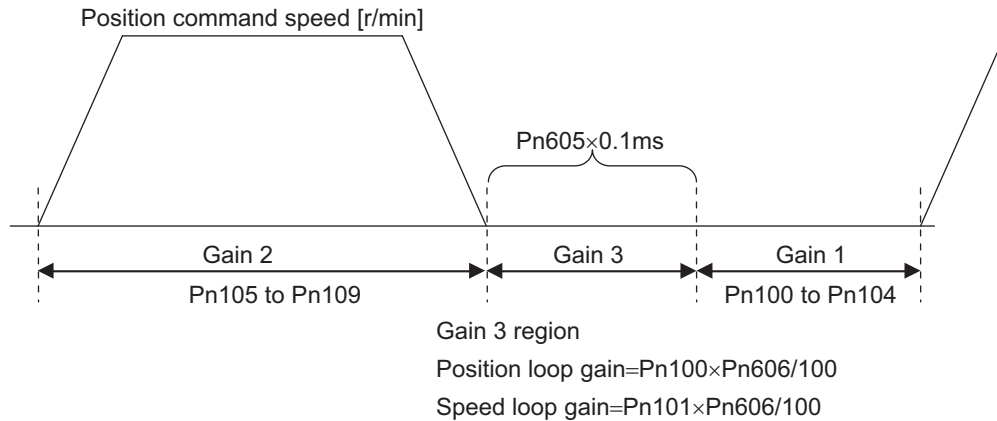 Position command speed [r/min]
Pn605×0.1ms
Gain 2
Gain 3
Gain 1
Pn105 to Pn109
Pn100 to Pn104
Gain 3 region
Position loop gain=Pn100×Pn606/100
Speed loop gain=Pn101×Pn606/100